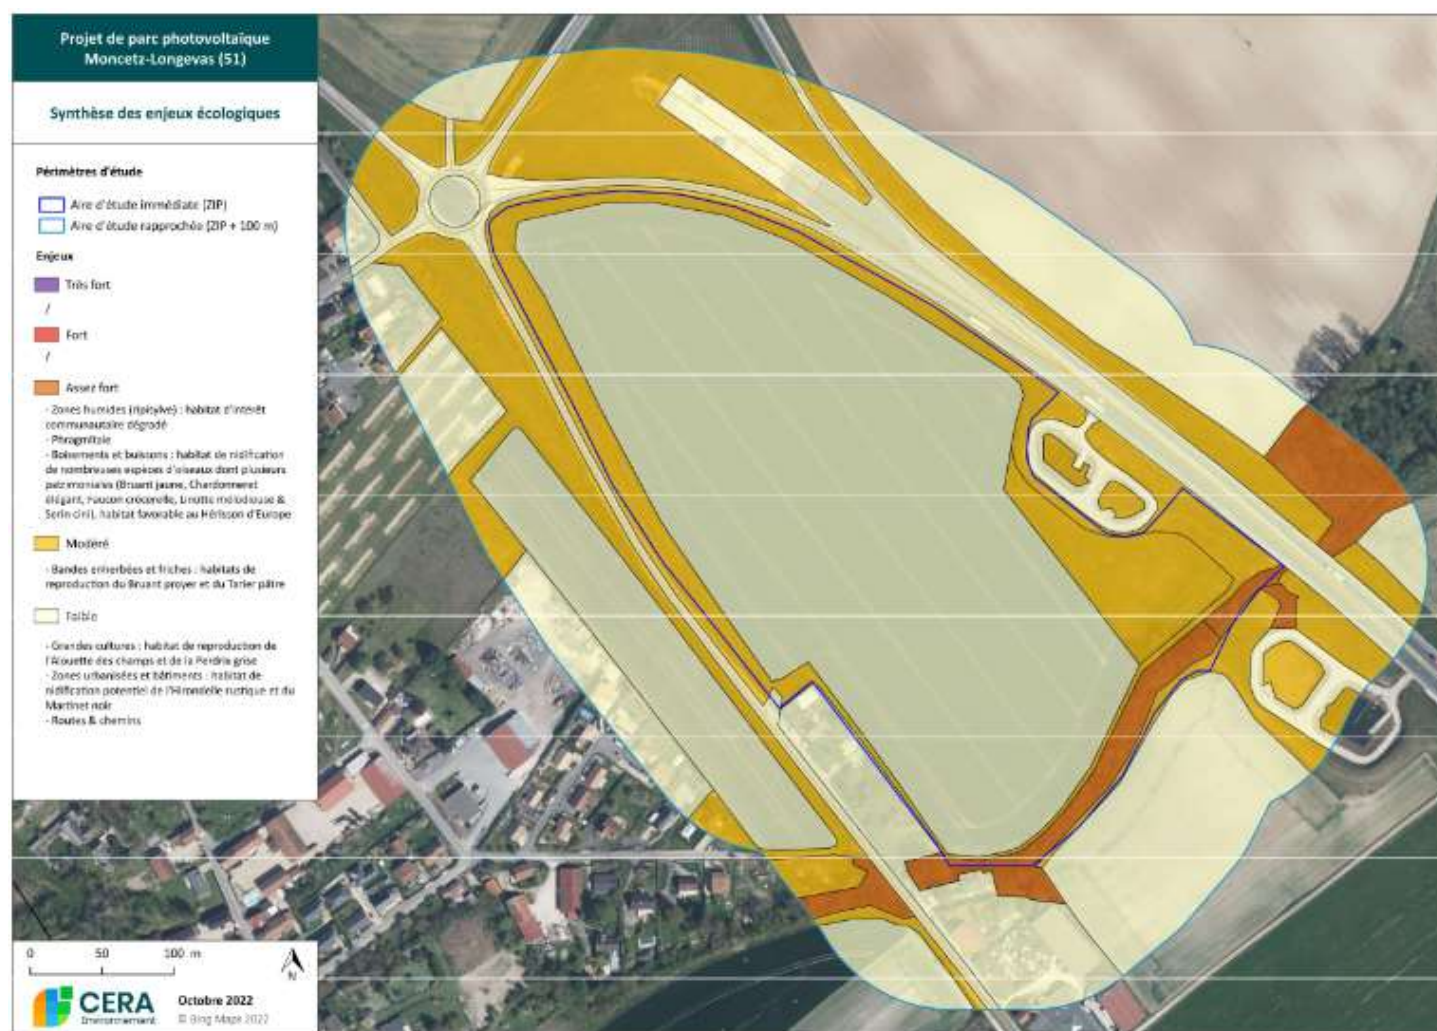 Projet de parc photovoltaïque
Moncetz-Longevas (51)
Synthèse des enjeux écologiques
Périmètres d'étude
Aire d'étude immédiate (ZIP)
Aire d'étude rapprochée (ZIP + 100 m)
Enjeux
Très fort
/
Fort
/
Assez fort
- Zones humides (ripisylve) : habitat d'intérêt
communautaire dégradé
- Phragmitaie
- Boisements et buissons : habitat de nidification
de nombreuses espèces d'oiseaux dont plusieurs
patrimoniales (Bruant jaune, Chardonneret
élégant, Faucon crécerelle, Linotte mélodieuse &
Serin cini), habitat favorable au Hérisson d'Europe
Modéré
- Bandes enherbées et friches : habitats de
reproduction du Bruant proyer et du Tarier pâtre
Faible
- Grandes cultures : habitat de reproduction de
l'Alouette des champs et de la Perdrix grise
- Zones urbanisées et bâtiments : habitat de
nidification potentiel de l'Hirondelle rustique et du
Martinet noir
- Routes & chemins
0 50 100 m
N
CERA
Environnement
Octobre 2022
© Bing Maps 2022